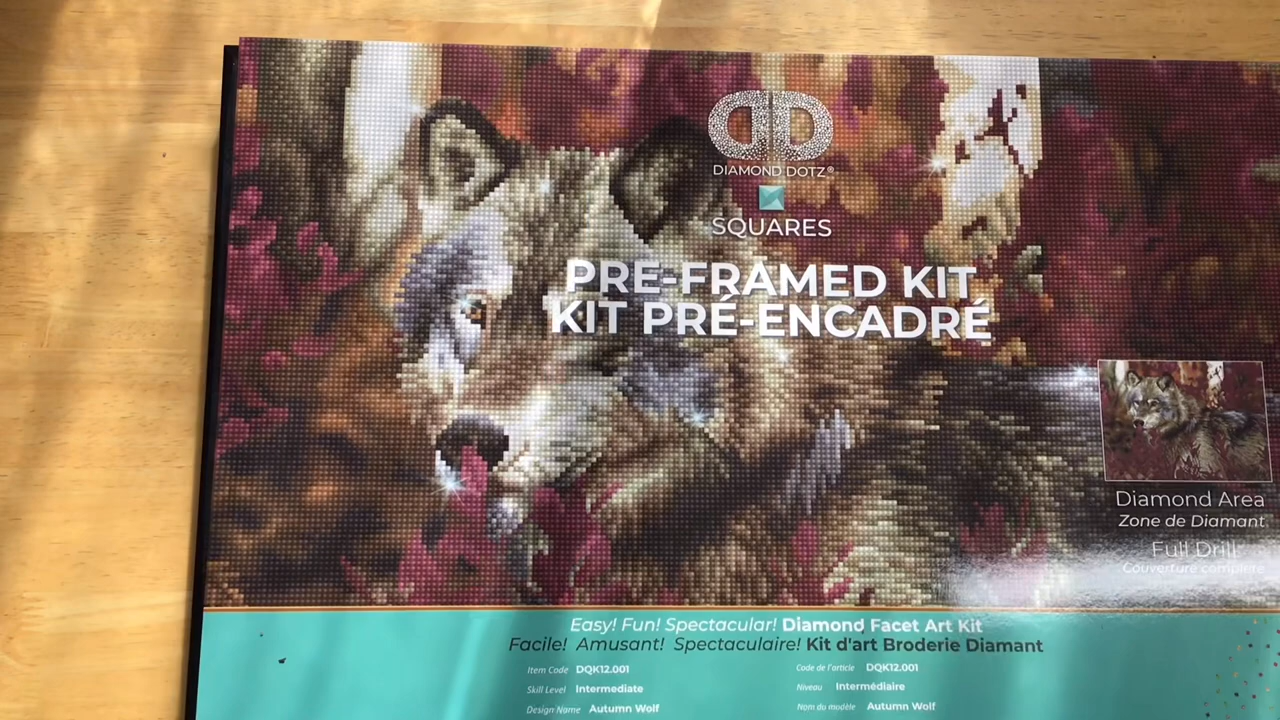 DIAMOND DOTZ®
SQUARES
PRE-FRAMED KIT
KIT PRÉ-ENCADRÉ
Diamond Area
Zone de Diamant
Full Drill
Couverture complète
Easy! Fun! Spectacular! Diamond Facet Art Kit
Facile! Amusant! Spectaculaire! Kit d'art Broderie Diamant
Item Code DQK12.001
Skill Level Intermediate
Design Name Autumn Wolf
Code de l'article DQK12.001
Niveau Intermédiaire
Nom du modèle Autumn Wolf